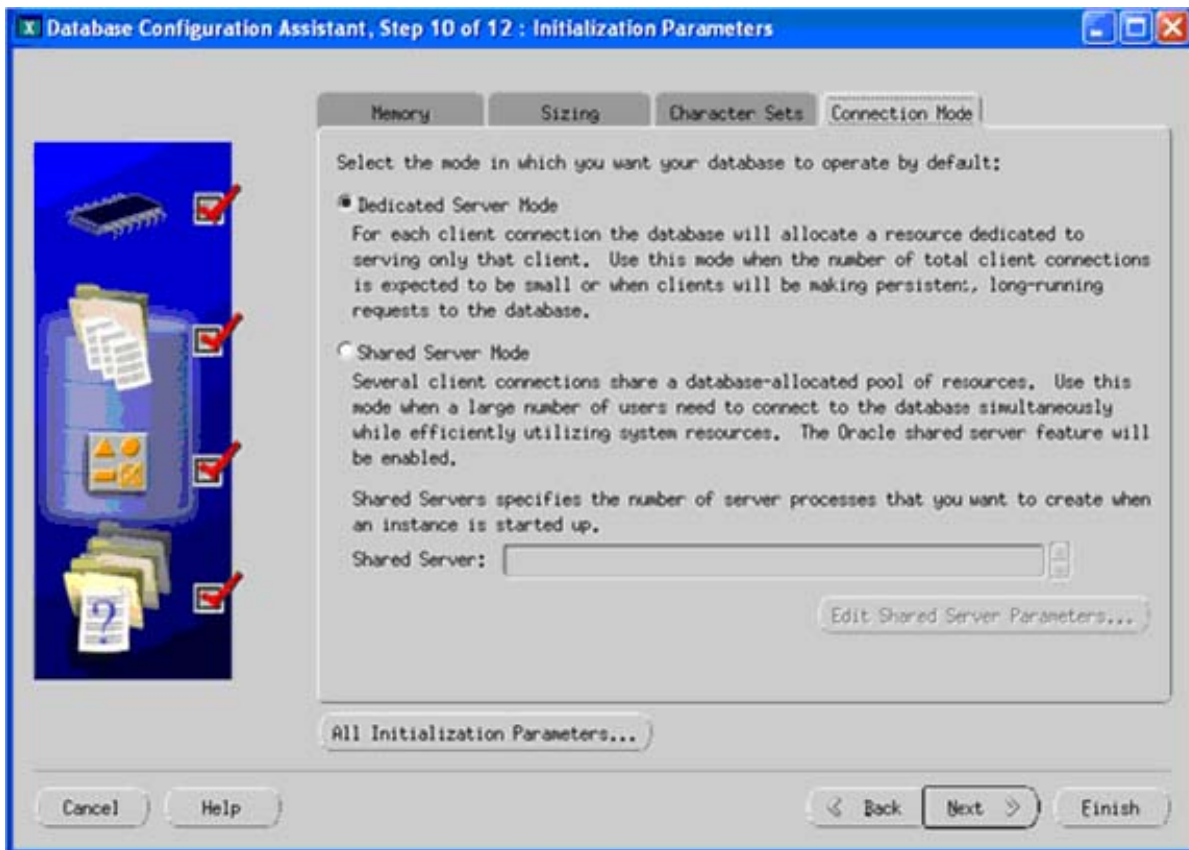 Database Configuration Assistant, Step 10 of 12 : Initialization Parameters
Memory Sizing Character Sets Connection Mode
Select the mode in which you want your database to operate by default:
Dedicated Server Mode
For each client connection the database will allocate a resource dedicated to
serving only that client. Use this mode when the number of total client connections
is expected to be small or when clients will be making persistent, long-running
requests to the database.
Shared Server Mode
Several client connections share a database-allocated pool of resources. Use this
mode when a large number of users need to connect to the database simultaneously
while efficiently utilizing system resources. The Oracle shared server feature will
be enabled.
Shared Servers specifies the number of server processes that you want to create when
an instance is started up.
Shared Server:
Edit Shared Server Parameters...
?
All Initialization Parameters...
Cancel Help Back Next Finish